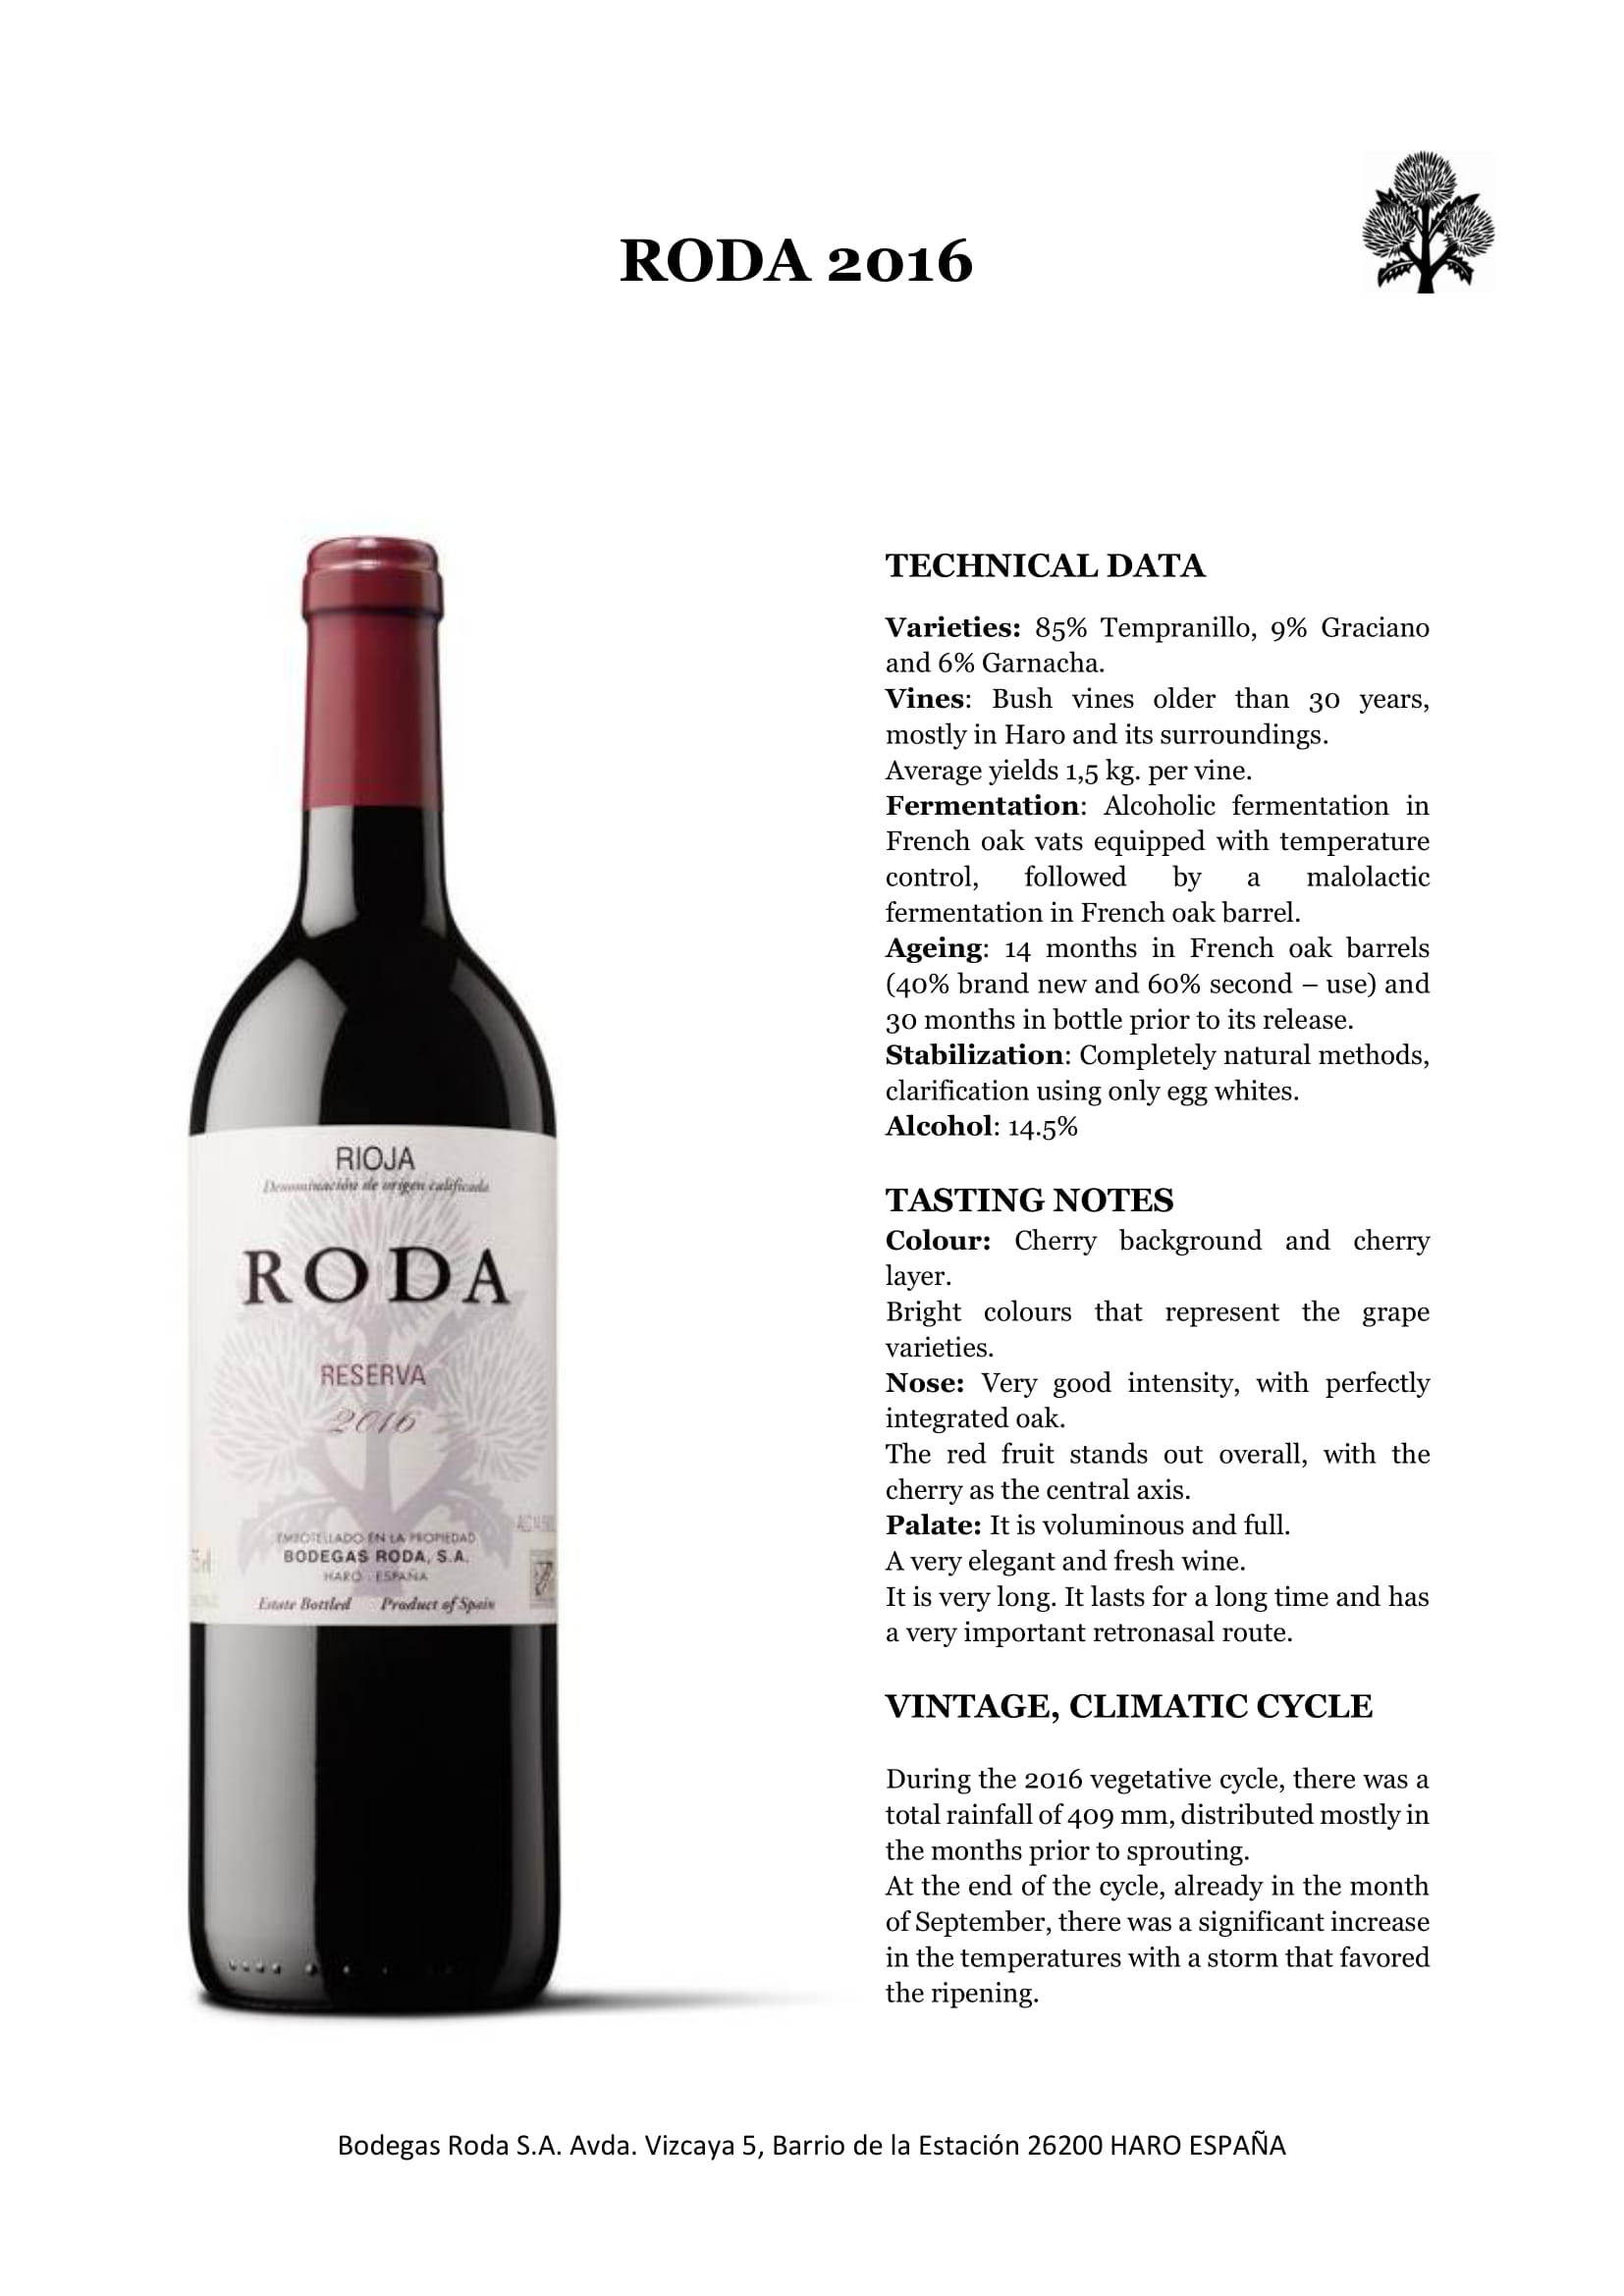 RODA 2016
RIOJA
Denominación de origen calificada
RODA
RESERVA
2016
EMBOTELLADO EN LA PROPIEDAD
BODEGAS RODA, S.A.
HARO . ESPAÑA
Estate Bottled Product of Spain
TECHNICAL DATA
Varieties: 85% Tempranillo, 9% Graciano
and 6% Garnacha.
Vines: Bush vines older than 30 years,
mostly in Haro and its surroundings.
Average yields 1,5 kg. per vine.
Fermentation: Alcoholic fermentation in
French oak vats equipped with temperature
control, followed by a malolactic
fermentation in French oak barrel.
Ageing: 14 months in French oak barrels
(40% brand new and 60% second – use) and
30 months in bottle prior to its release.
Stabilization: Completely natural methods,
clarification using only egg whites.
Alcohol: 14.5%
TASTING NOTES
Colour: Cherry background and cherry
layer.
Bright colours that represent the grape
varieties.
Nose: Very good intensity, with perfectly
integrated oak.
The red fruit stands out overall, with the
cherry as the central axis.
Palate: It is voluminous and full.
A very elegant and fresh wine.
It is very long. It lasts for a long time and has
a very important retronasal route.
VINTAGE, CLIMATIC CYCLE
During the 2016 vegetative cycle, there was a
total rainfall of 409 mm, distributed mostly in
the months prior to sprouting.
At the end of the cycle, already in the month
of September, there was a significant increase
in the temperatures with a storm that favored
the ripening.
Bodegas Roda S.A. Avda. Vizcaya 5, Barrio de la Estación 26200 HARO ESPAÑA